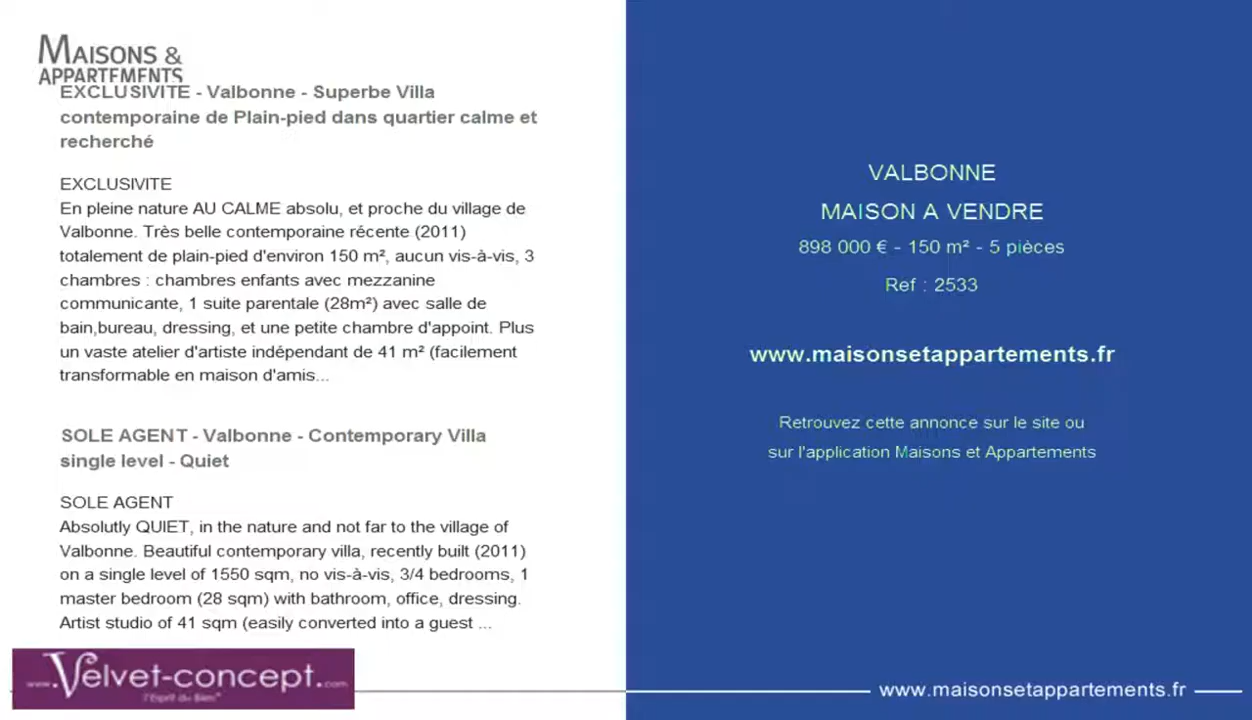 MAISONS &
APPARTEMENTS
EXCLUSIVITE - Valbonne - Superbe Villa
contemporaine de Plain-pied dans quartier calme et
recherché
EXCLUSIVITE
En pleine nature AU CALME absolu, et proche du village de
Valbonne. Très belle contemporaine récente (2011)
totalement de plain-pied d'environ 150 m², aucun vis-à-vis, 3
chambres : chambres enfants avec mezzanine
communicante, 1 suite parentale (28m²) avec salle de
bain,bureau, dressing, et une petite chambre d'appoint. Plus
un vaste atelier d'artiste indépendant de 41 m² (facilement
transformable en maison d'amis...
SOLE AGENT - Valbonne - Contemporary Villa
single level - Quiet
SOLE AGENT
Absolutly QUIET, in the nature and not far to the village of
Valbonne. Beautiful contemporary villa, recently built (2011)
on a single level of 1550 sqm, no vis-à-vis, 3/4 bedrooms, 1
master bedroom (28 sqm) with bathroom, office, dressing.
Artist studio of 41 sqm (easily converted into a guest ...
www.Velvet-concept.com
l'Esprit du Bien"
VALBONNE
MAISON A VENDRE
898 000 € - 150 m² - 5 pièces
Ref : 2533
www.maisonsetappartements.fr
Retrouvez cette annonce sur le site ou
sur l'application Maisons et Appartements
www.maisonsetappartements.fr